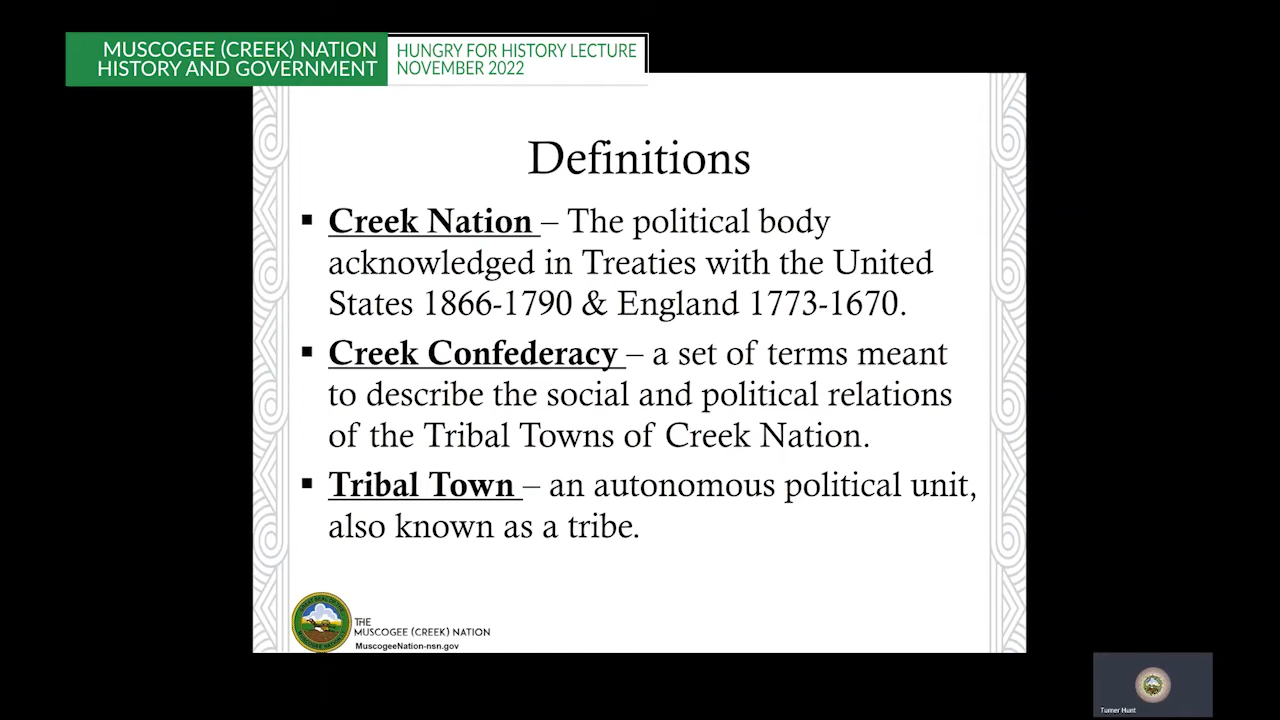 MUSCOGEE (CREEK) NATION
HISTORY AND GOVERNMENT
HUNGRY FOR HISTORY LECTURE
NOVEMBER 2022
Definitions
▪ Creek Nation – The political body
acknowledged in Treaties with the United
States 1866-1790 & England 1773-1670.
▪ Creek Confederacy – a set of terms meant
to describe the social and political relations
of the Tribal Towns of Creek Nation.
▪ Tribal Town – an autonomous political unit,
also known as a tribe.
THE
MUSCOGEE (CREEK) NATION
MuscogeeNation-nsn.gov
Turner Hunt